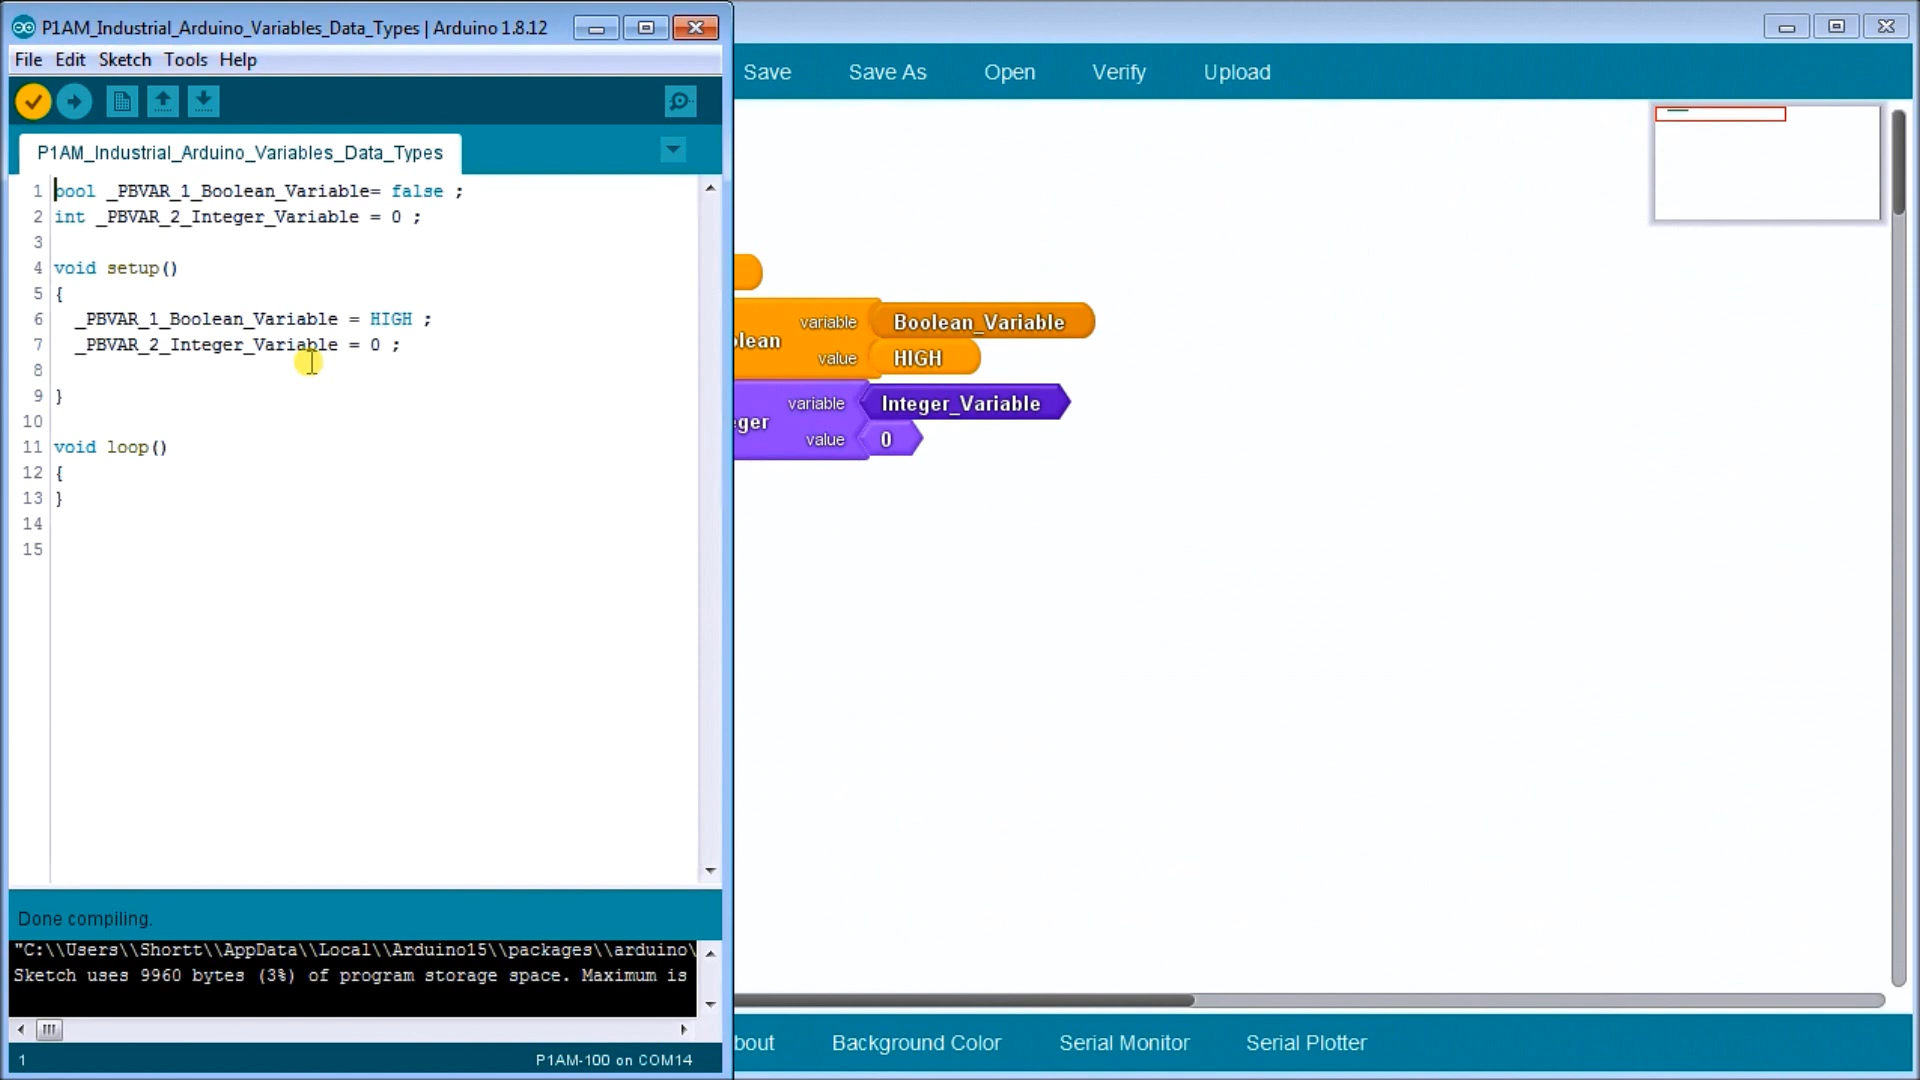 P1AM_Industrial_Arduino_Variables_Data_Types | Arduino 1.8.12
File Edit Sketch Tools Help
Save Save As Open Verify Upload
P1AM_Industrial_Arduino_Variables_Data_Types
1 bool _PBVAR_1_Boolean_Variable= false ;
2 int _PBVAR_2_Integer_Variable = 0 ;
3
4 void setup()
5 {
6 _PBVAR_1_Boolean_Variable = HIGH ;
7 _PBVAR_2_Integer_Variable = 0 ;
8
9 }
10
11 void loop()
12 {
13 }
14
15
variable Boolean_Variable
lean
value HIGH
variable Integer_Variable
ger
value 0
Done compiling.
"C:\\Users\\Shortt\\AppData\\Local\\Arduino15\\packages\\arduino\
Sketch uses 9960 bytes (3%) of program storage space. Maximum is
bout Background Color Serial Monitor Serial Plotter
1 P1AM-100 on COM14